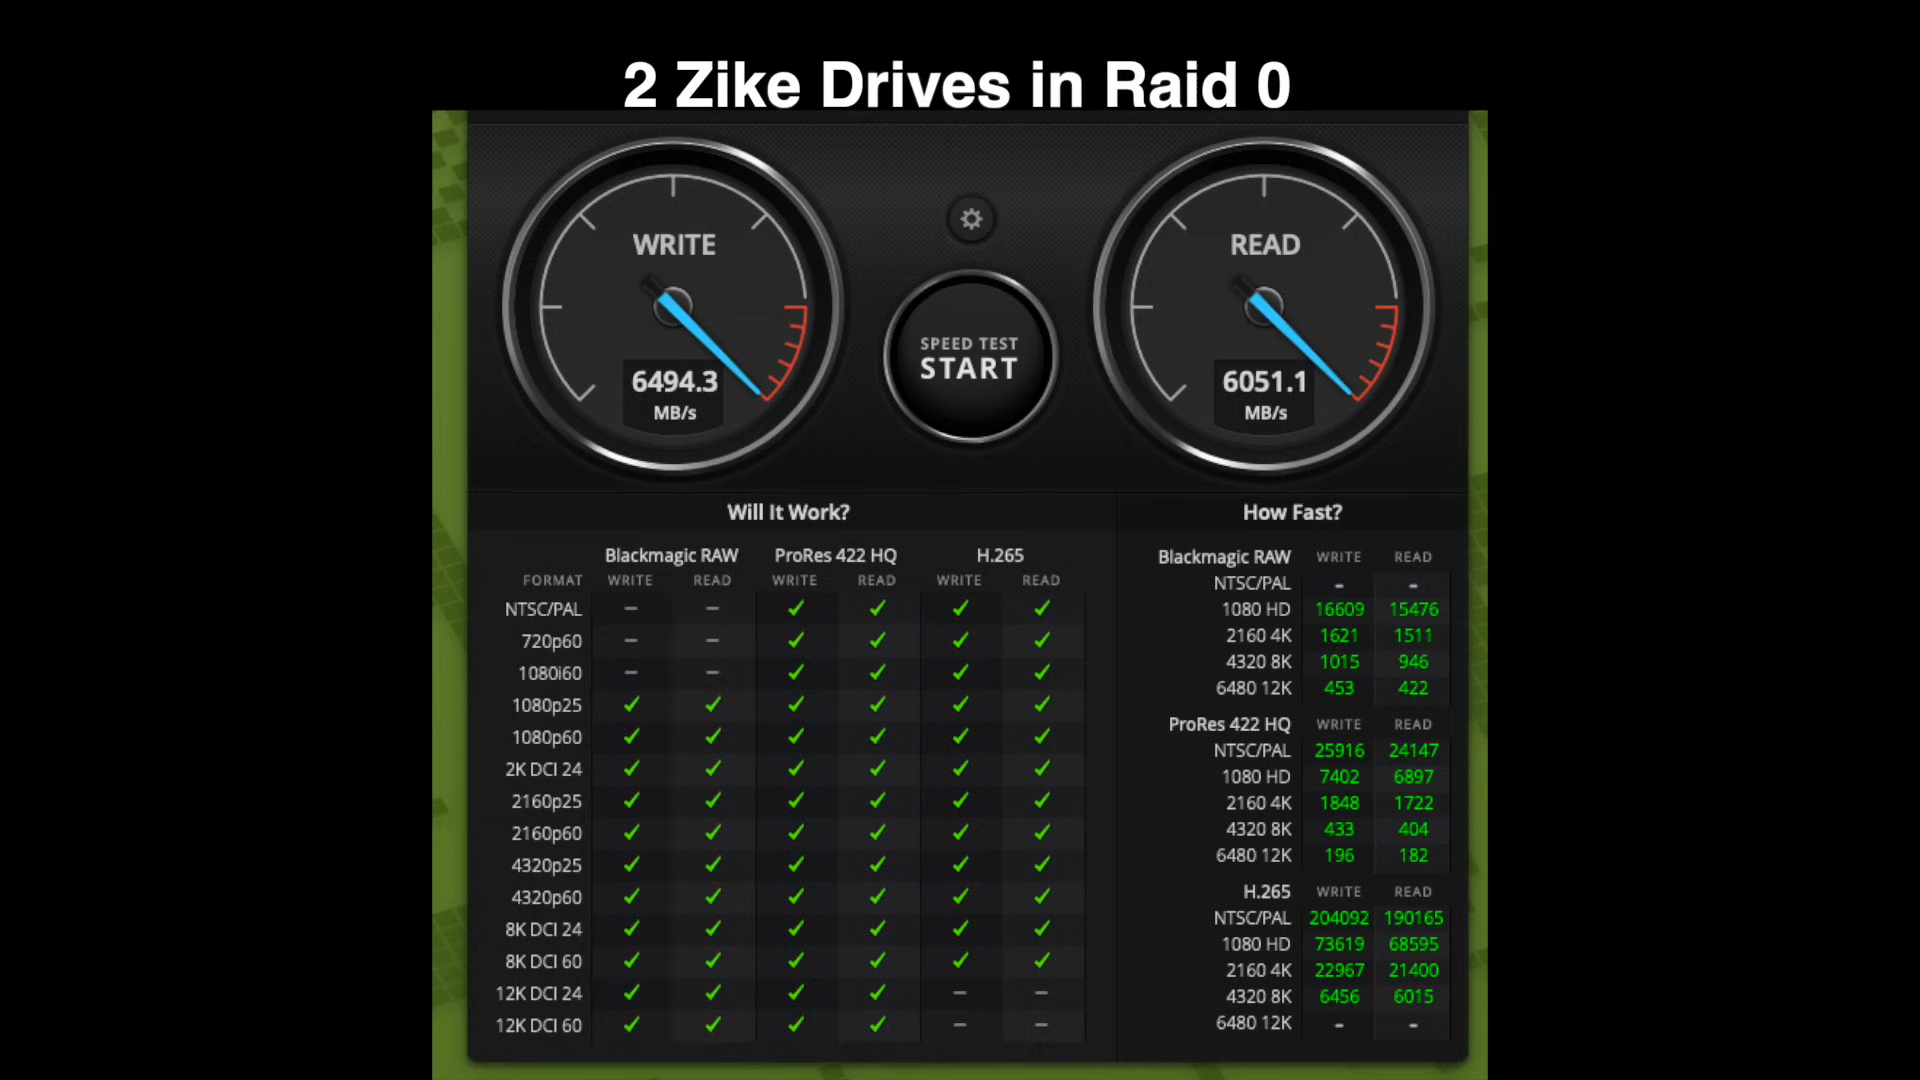 2 Zike Drives in Raid 0
WRITE
6494.3
MB/s
SPEED TEST
START
READ
6051.1
MB/s
Will It Work?
Blackmagic RAW ProRes 422 HQ H.265
FORMAT WRITE READ WRITE READ WRITE READ
NTSC/PAL – – ✓ ✓ ✓ ✓
720p60 – – ✓ ✓ ✓ ✓
1080i60 – – ✓ ✓ ✓ ✓
1080p25 ✓ ✓ ✓ ✓ ✓ ✓
1080p60 ✓ ✓ ✓ ✓ ✓ ✓
2K DCI 24 ✓ ✓ ✓ ✓ ✓ ✓
2160p25 ✓ ✓ ✓ ✓ ✓ ✓
2160p60 ✓ ✓ ✓ ✓ ✓ ✓
4320p25 ✓ ✓ ✓ ✓ ✓ ✓
4320p60 ✓ ✓ ✓ ✓ ✓ ✓
8K DCI 24 ✓ ✓ ✓ ✓ ✓ ✓
8K DCI 60 ✓ ✓ ✓ ✓ ✓ ✓
12K DCI 24 ✓ ✓ ✓ ✓ – –
12K DCI 60 ✓ ✓ ✓ ✓ – –
How Fast?
Blackmagic RAW WRITE READ
NTSC/PAL - -
1080 HD 16609 15476
2160 4K 1621 1511
4320 8K 1015 946
6480 12K 453 422
ProRes 422 HQ WRITE READ
NTSC/PAL 25916 24147
1080 HD 7402 6897
2160 4K 1848 1722
4320 8K 433 404
6480 12K 196 182
H.265 WRITE READ
NTSC/PAL 204092 190165
1080 HD 73619 68595
2160 4K 22967 21400
4320 8K 6456 6015
6480 12K - -